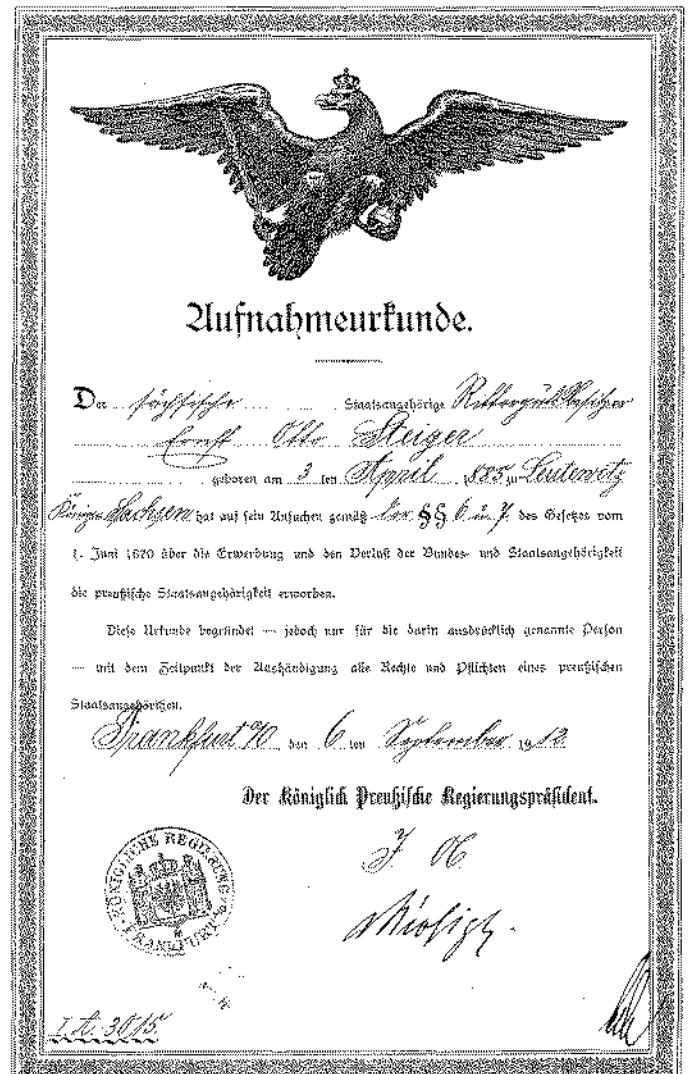 Aufnahmeurkunde.
Der sächsische Staatsangehörige Rittergutsbesitzer
Ernst Otto Steiger
geboren am 3 ten April 1885 zu Leutewitz
Königr. Sachsen hat auf sein Ansuchen gemäß der §§ 6 u. 7. des Gesetzes vom
1. Juni 1870 über die Erwerbung und den Verlust der Bundes- und Staatsangehörigkeit
die preußische Staatsangehörigkeit erworben.
Diese Urkunde begründet — jedoch nur für die darin ausdrücklich genannte Person
— mit dem Zeitpunkt der Aushändigung alle Rechte und Pflichten eines preußischen
Staatsangehörigen.
Frankfurt a/O den 6 ten September 1912
Der Königlich Preußische Regierungspräsident.
J. A.
KÖNIGLICHE REGIERUNG
FRANKFURT a/O
I. A. 3015.